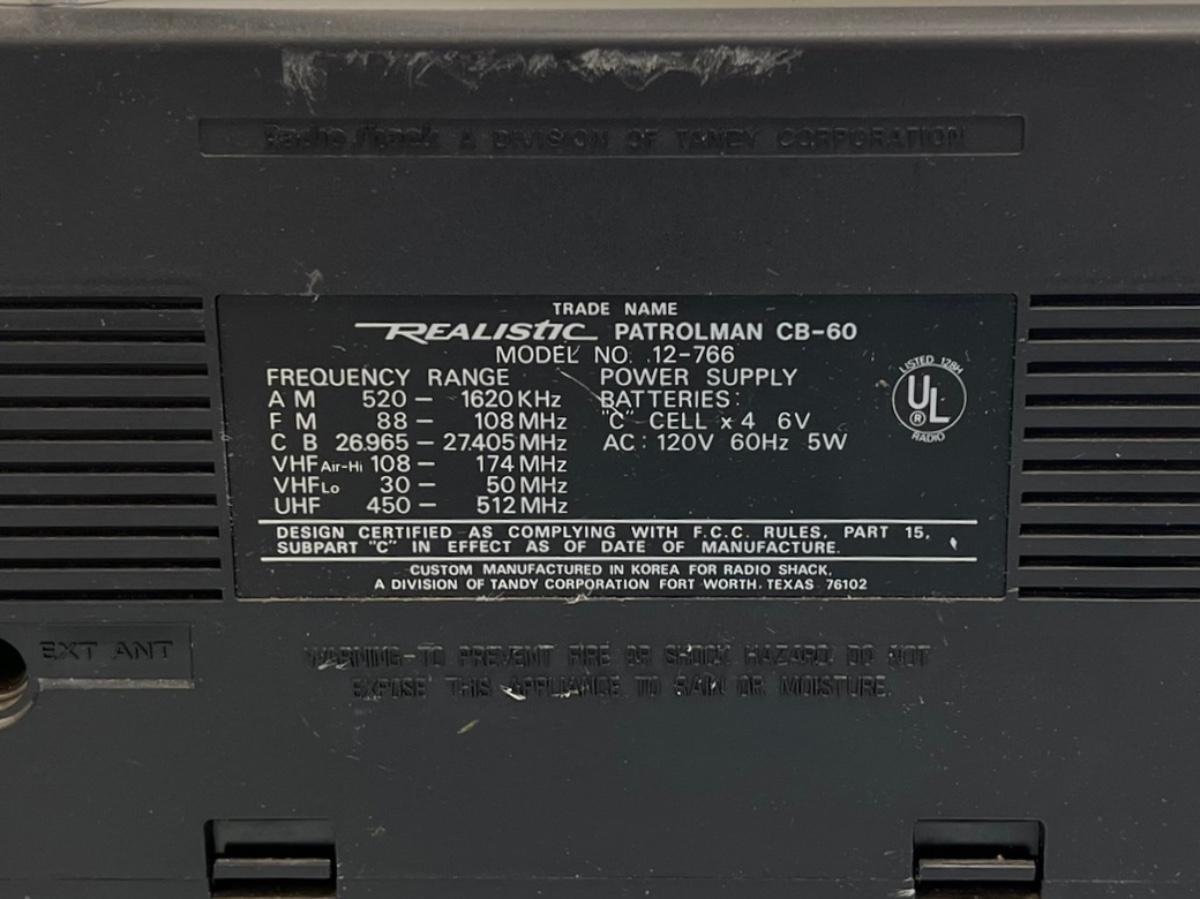 Radio Shack A DIVISION OF TANDY CORPORATION
TRADE NAME
REALISTIC PATROLMAN CB-60
MODEL NO. 12-766
FREQUENCY RANGE POWER SUPPLY
AM 520 - 1620 KHz BATTERIES:
FM 88 - 108 MHz "C" CELL x 4 6V
CB 26.965 - 27.405 MHz AC: 120V 60Hz 5W
VHF Air-Hi 108 - 174 MHz
VHF Lo 30 - 50 MHz
UHF 450 - 512 MHz
LISTED 128H
UL
®
RADIO
DESIGN CERTIFIED AS COMPLYING WITH F.C.C. RULES, PART 15,
SUBPART "C" IN EFFECT AS OF DATE OF MANUFACTURE.
CUSTOM MANUFACTURED IN KOREA FOR RADIO SHACK,
A DIVISION OF TANDY CORPORATION FORT WORTH, TEXAS 76102
EXT ANT
WARNING-TO PREVENT FIRE OR SHOCK HAZARD DO NOT
EXPOSE THIS APPLIANCE TO RAIN OR MOISTURE.